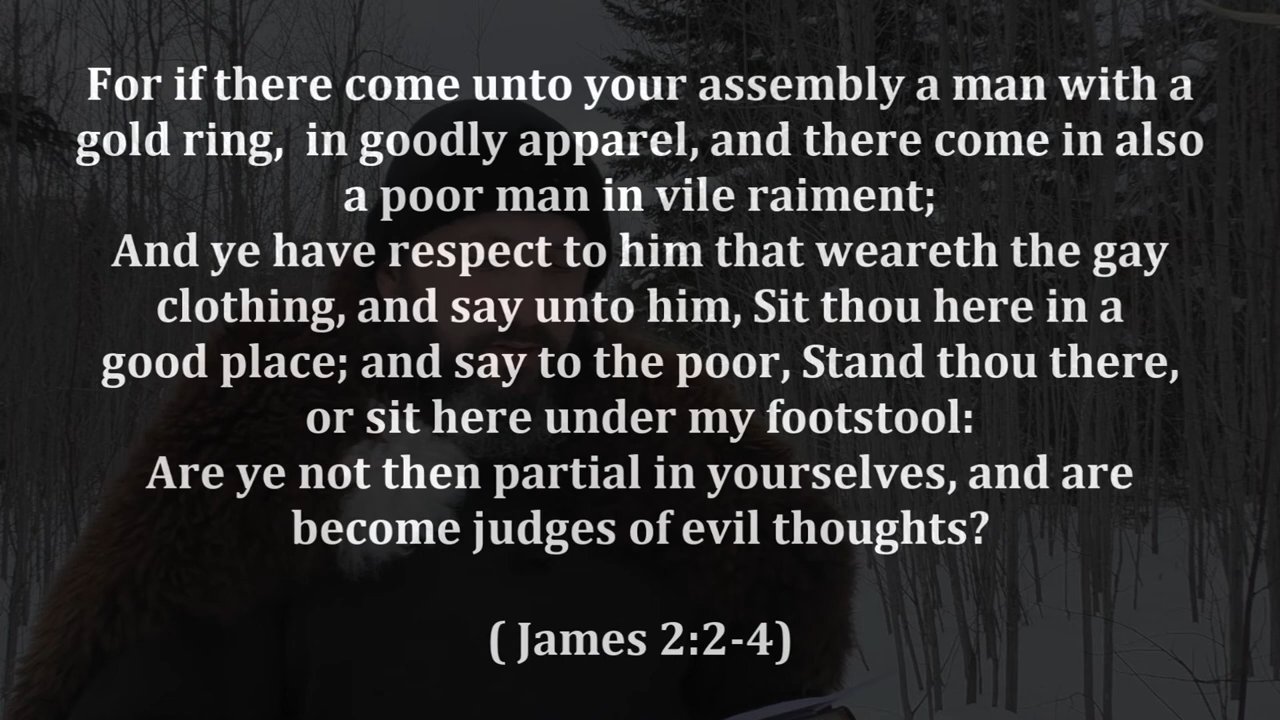 For if there come unto your assembly a man with a
gold ring,  in goodly apparel, and there come in also
a poor man in vile raiment;
And ye have respect to him that weareth the gay
clothing, and say unto him, Sit thou here in a
good place; and say to the poor, Stand thou there,
or sit here under my footstool:
Are ye not then partial in yourselves, and are
become judges of evil thoughts?
( James 2:2-4)